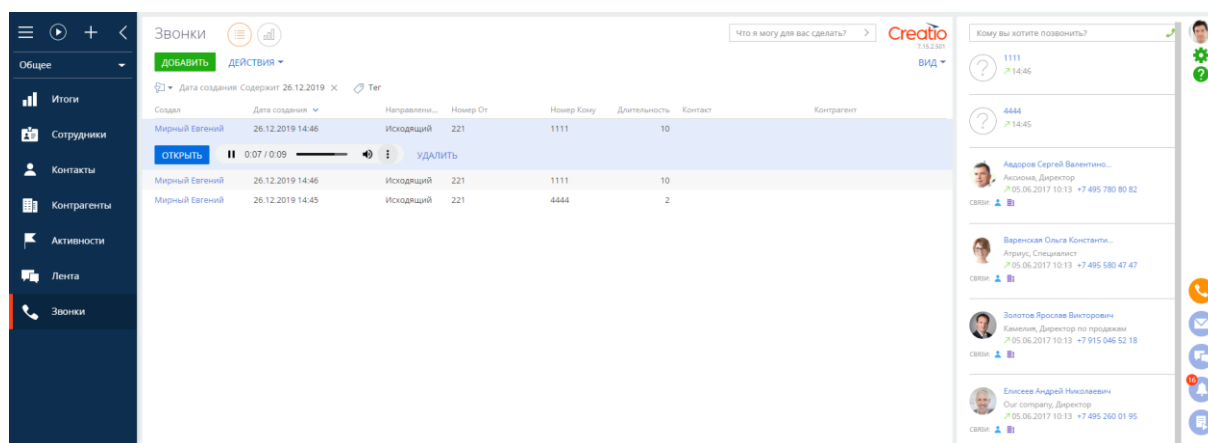 Общее
Итоги
Сотрудники
Контакты
Контрагенты
Активности
Лента
Звонки
Звонки
Что я могу для вас сделать?
Creatio
7.15.2.501
ДОБАВИТЬ
ДЕЙСТВИЯ
ВИД
Дата создания Содержит 26.12.2019 × Тег
Создал Дата создания Направлени... Номер От Номер Кому Длительность Контакт Контрагент
Мирный Евгений 26.12.2019 14:46 Исходящий 221 1111 10
ОТКРЫТЬ 0:07 / 0:09 УДАЛИТЬ
Мирный Евгений 26.12.2019 14:46 Исходящий 221 1111 10
Мирный Евгений 26.12.2019 14:45 Исходящий 221 4444 2
Кому вы хотите позвонить?
1111
14:46
4444
14:45
Авдоров Сергей Валентино...
Аксиома, Директор
05.06.2017 10:13 +7 495 780 80 82
СВЯЗИ
Варенская Ольга Константи...
Атриус, Специалист
05.06.2017 10:13 +7 495 580 47 47
СВЯЗИ
Золотов Ярослав Викторович
Камелия, Директор по продажам
05.06.2017 10:13 +7 915 046 52 18
СВЯЗИ
Елисеев Андрей Николаевич
Our company, Директор
05.06.2017 10:13 +7 495 260 01 95
СВЯЗИ
16